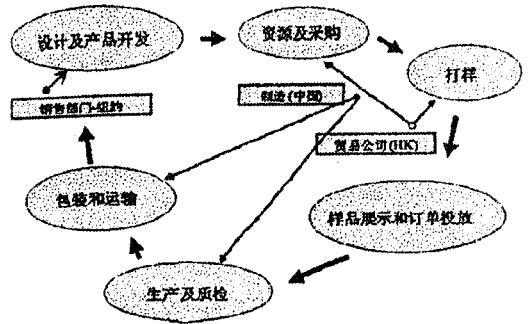 设计及产品开发
资源及采购
打样
销售部门-纽约
制造(中国)
贸易公司(HK)
包装和运输
样品展示和订单投放
生产及质检